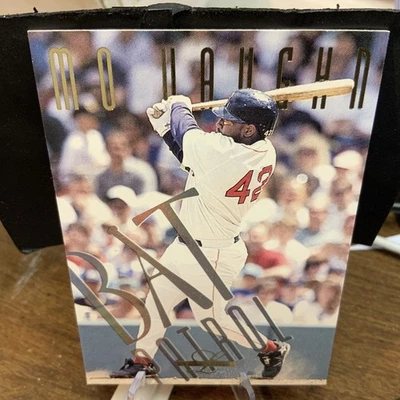 MO VAUGHN
42
BAT
PATROL